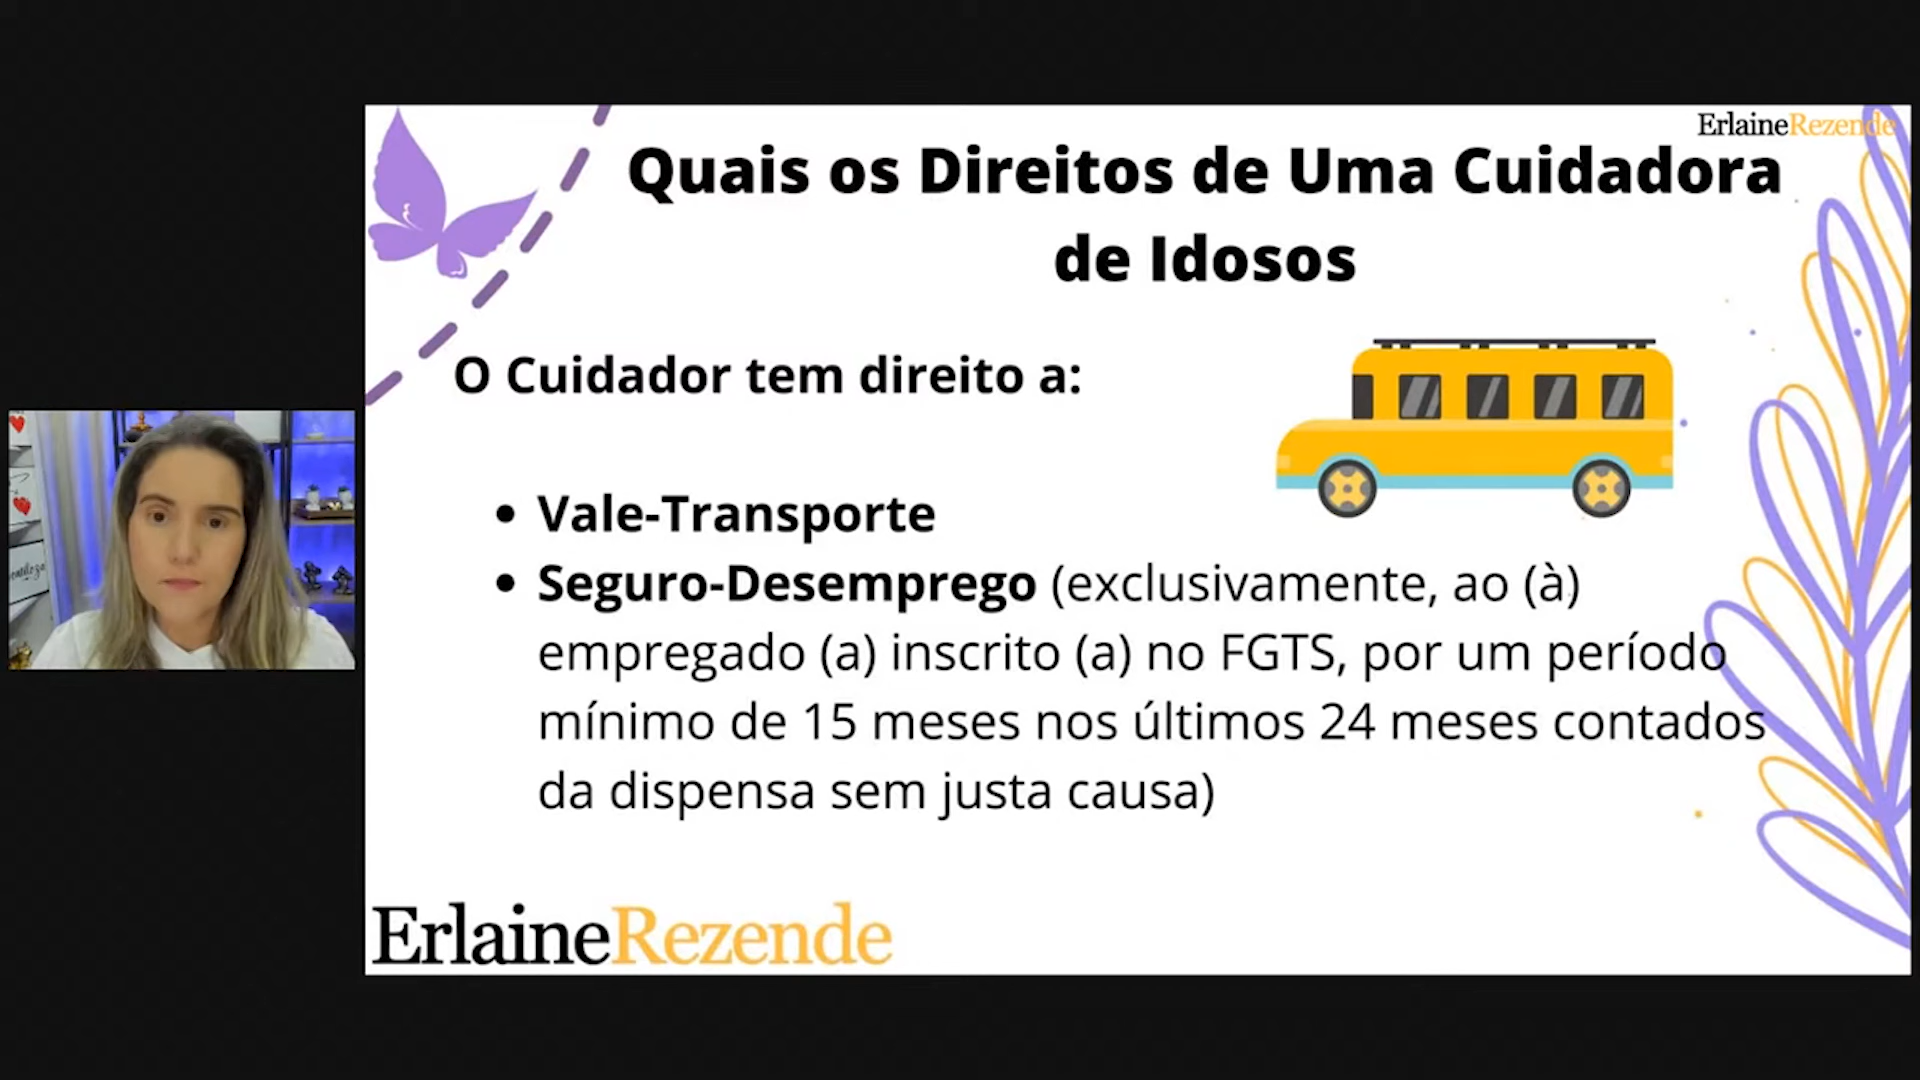 ErlaineRezende
Quais os Direitos de Uma Cuidadora
de Idosos
O Cuidador tem direito a:
• Vale-Transporte
• Seguro-Desemprego (exclusivamente, ao (à)
empregado (a) inscrito (a) no FGTS, por um período
mínimo de 15 meses nos últimos 24 meses contados
da dispensa sem justa causa)
ErlaineRezende